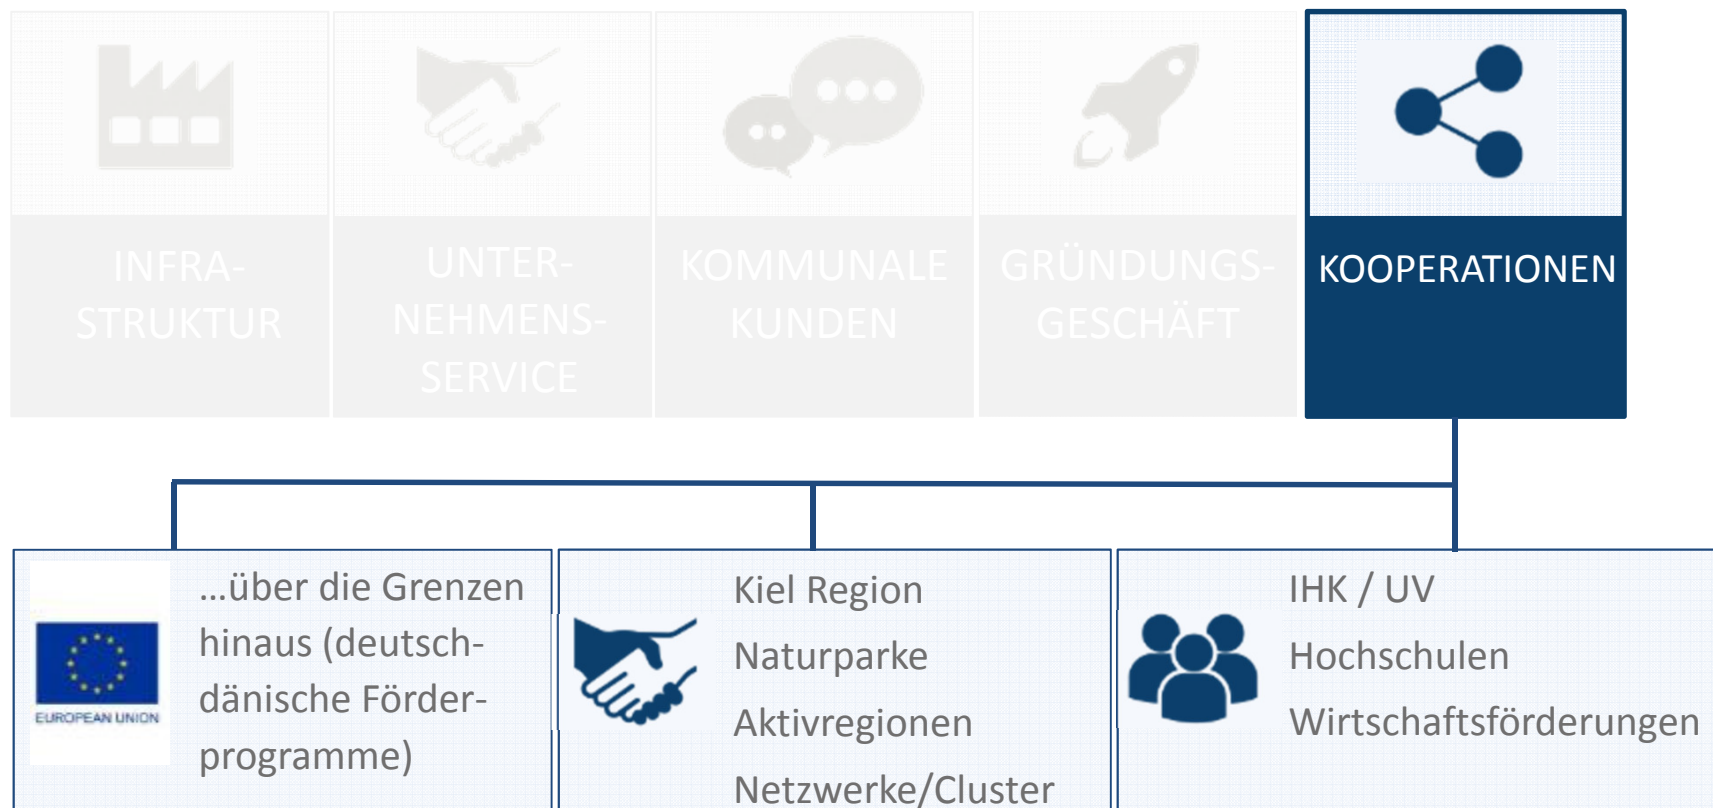 INFRA-
STRUKTUR
UNTER-
NEHMENS-
SERVICE
KOMMUNALE
KUNDEN
GRÜNDUNGS-
GESCHÄFT
KOOPERATIONEN
EUROPEAN UNION
...über die Grenzen
hinaus (deutsch-
dänische Förder-
programme)
Kiel Region
Naturparke
Aktivregionen
Netzwerke/Cluster
IHK / UV
Hochschulen
Wirtschaftsförderungen